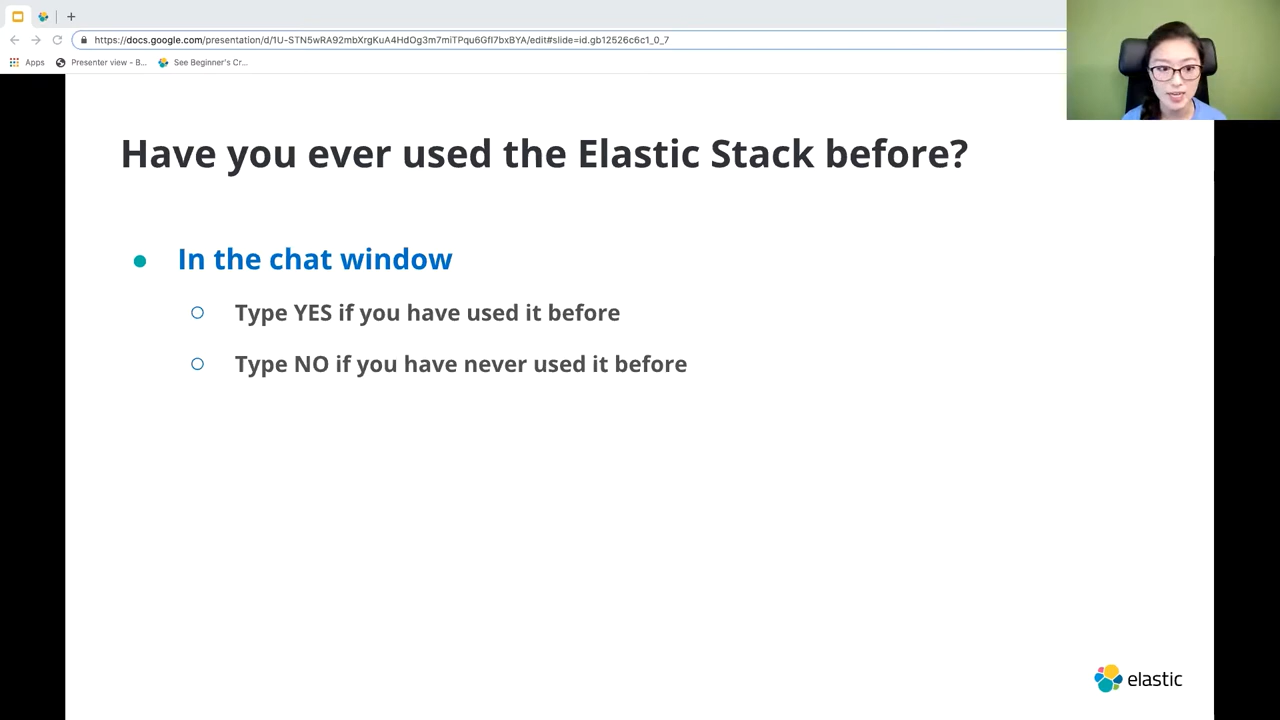 https://docs.google.com/presentation/d/1U-STN5wRA92mbXrgKuA4HdOg3m7miTPqu6GfI7bxBYA/edit#slide=id.gb12526c6c1_0_7
Apps Presenter view – B... See Beginner's Cr...
Have you ever used the Elastic Stack before?
In the chat window
Type YES if you have used it before
Type NO if you have never used it before
elastic